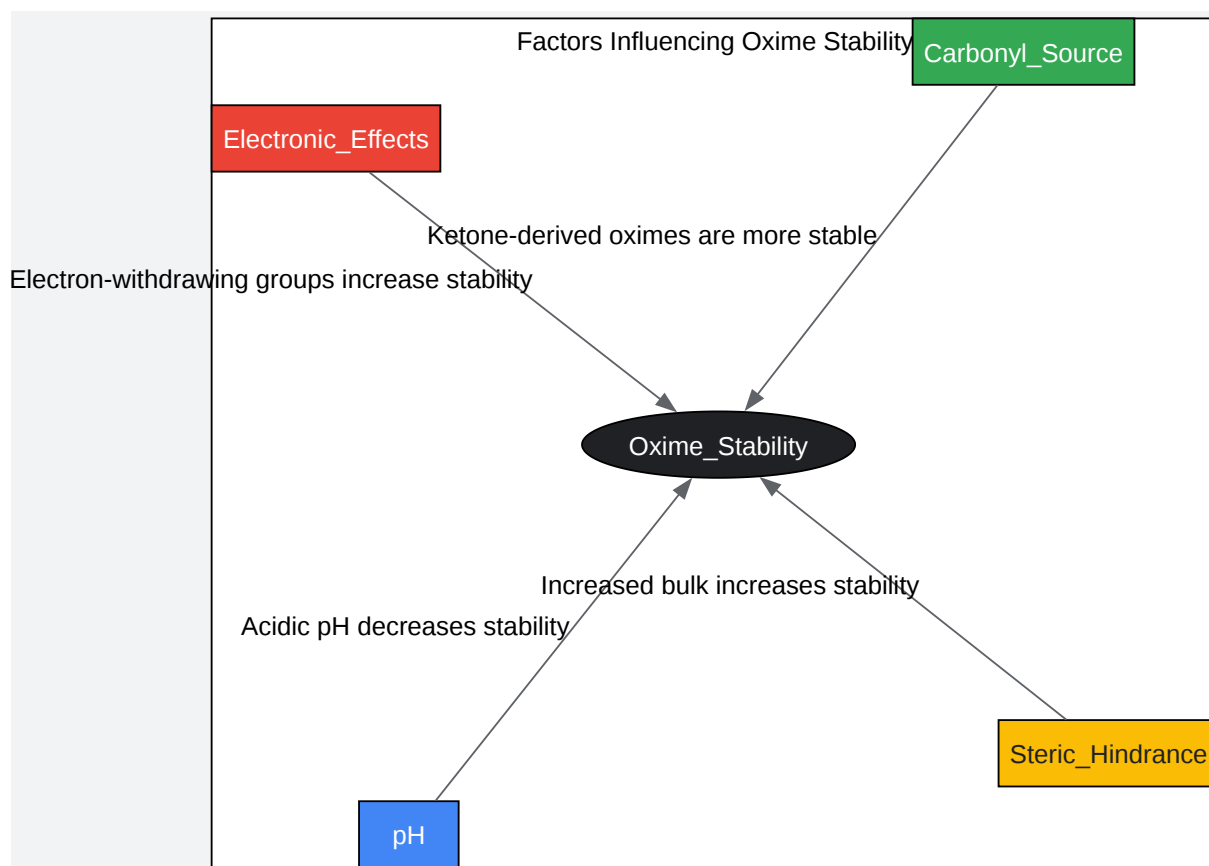 Factors Influencing Oxime Stability
Carbonyl_Source
Electronic_Effects
Ketone-derived oximes are more stable
Electron-withdrawing groups increase stability
Oxime_Stability
Increased bulk increases stability
Acidic pH decreases stability
Steric_Hindrance
pH